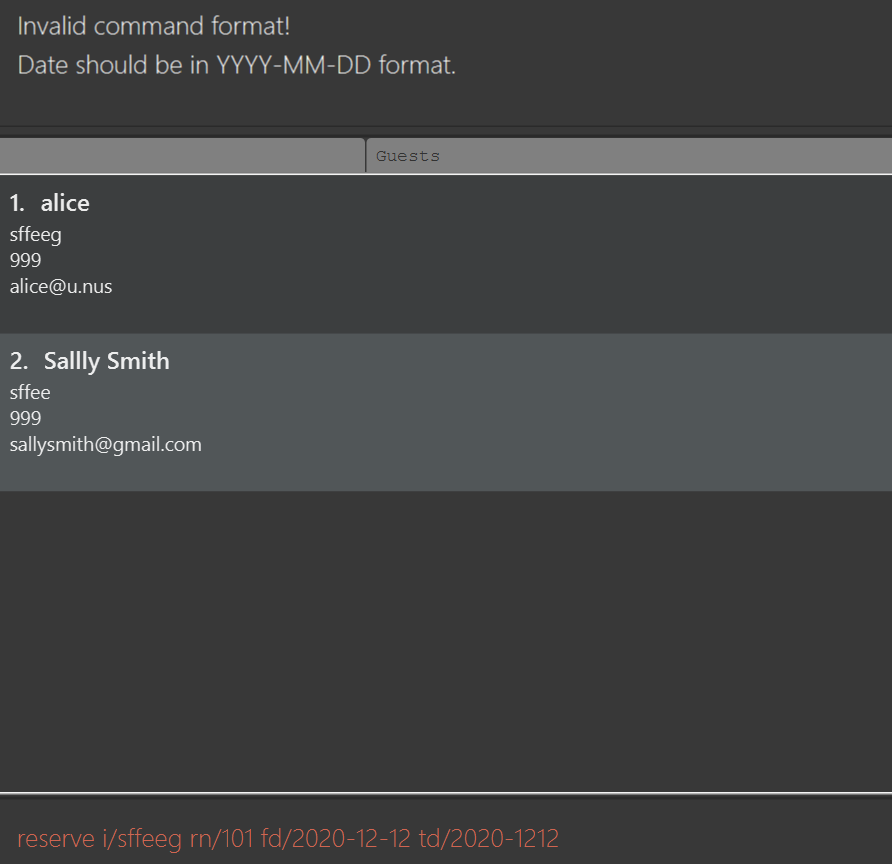 Invalid command format!
Date should be in YYYY-MM-DD format.
Guests
1. alice
sffeeg
999
alice@u.nus
2. Sallly Smith
sffee
999
sallysmith@gmail.com
reserve i/sffeeg rn/101 fd/2020-12-12 td/2020-1212